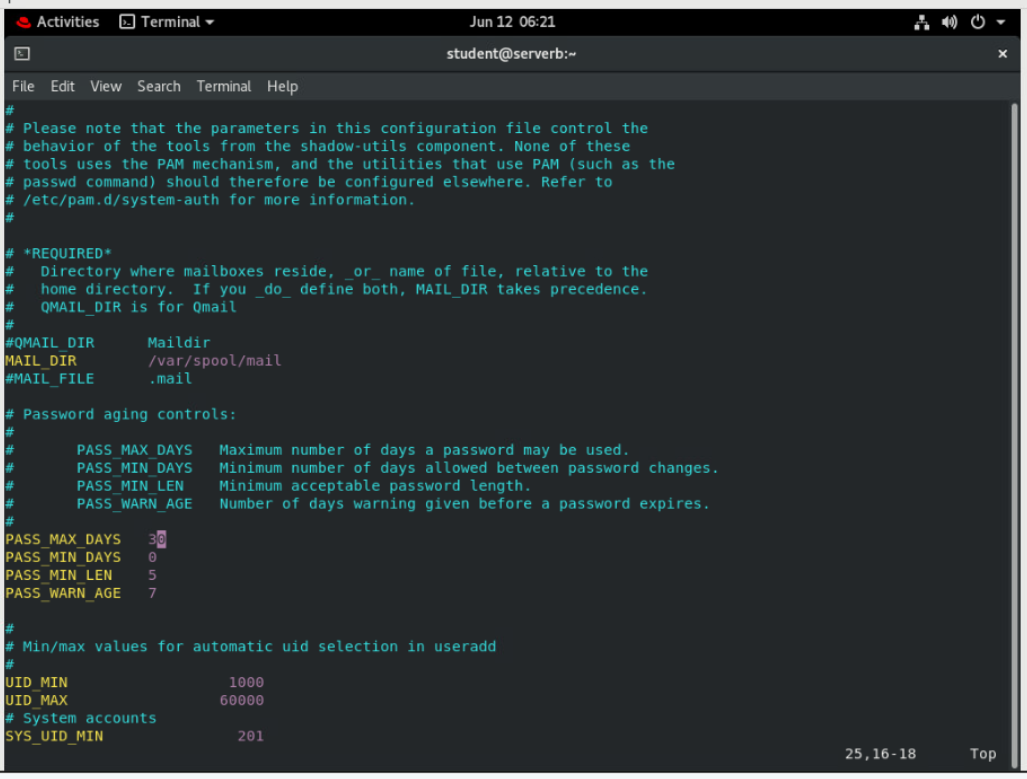 Activities Terminal Jun 12 06:21
student@serverb:~ ×
File Edit View Search Terminal Help
#
# Please note that the parameters in this configuration file control the
# behavior of the tools from the shadow-utils component. None of these
# tools uses the PAM mechanism, and the utilities that use PAM (such as the
# passwd command) should therefore be configured elsewhere. Refer to
# /etc/pam.d/system-auth for more information.
#
# *REQUIRED*
#   Directory where mailboxes reside, _or_ name of file, relative to the
#   home directory.  If you _do_ define both, MAIL_DIR takes precedence.
#   QMAIL_DIR is for Qmail
#
#QMAIL_DIR      Maildir
MAIL_DIR        /var/spool/mail
#MAIL_FILE      .mail
# Password aging controls:
#
#       PASS_MAX_DAYS   Maximum number of days a password may be used.
#       PASS_MIN_DAYS   Minimum number of days allowed between password changes.
#       PASS_MIN_LEN    Minimum acceptable password length.
#       PASS_WARN_AGE   Number of days warning given before a password expires.
#
PASS_MAX_DAYS   30
PASS_MIN_DAYS   0
PASS_MIN_LEN    5
PASS_WARN_AGE   7
#
# Min/max values for automatic uid selection in useradd
#
UID_MIN                  1000
UID_MAX                 60000
# System accounts
SYS_UID_MIN               201
25,16-18      Top